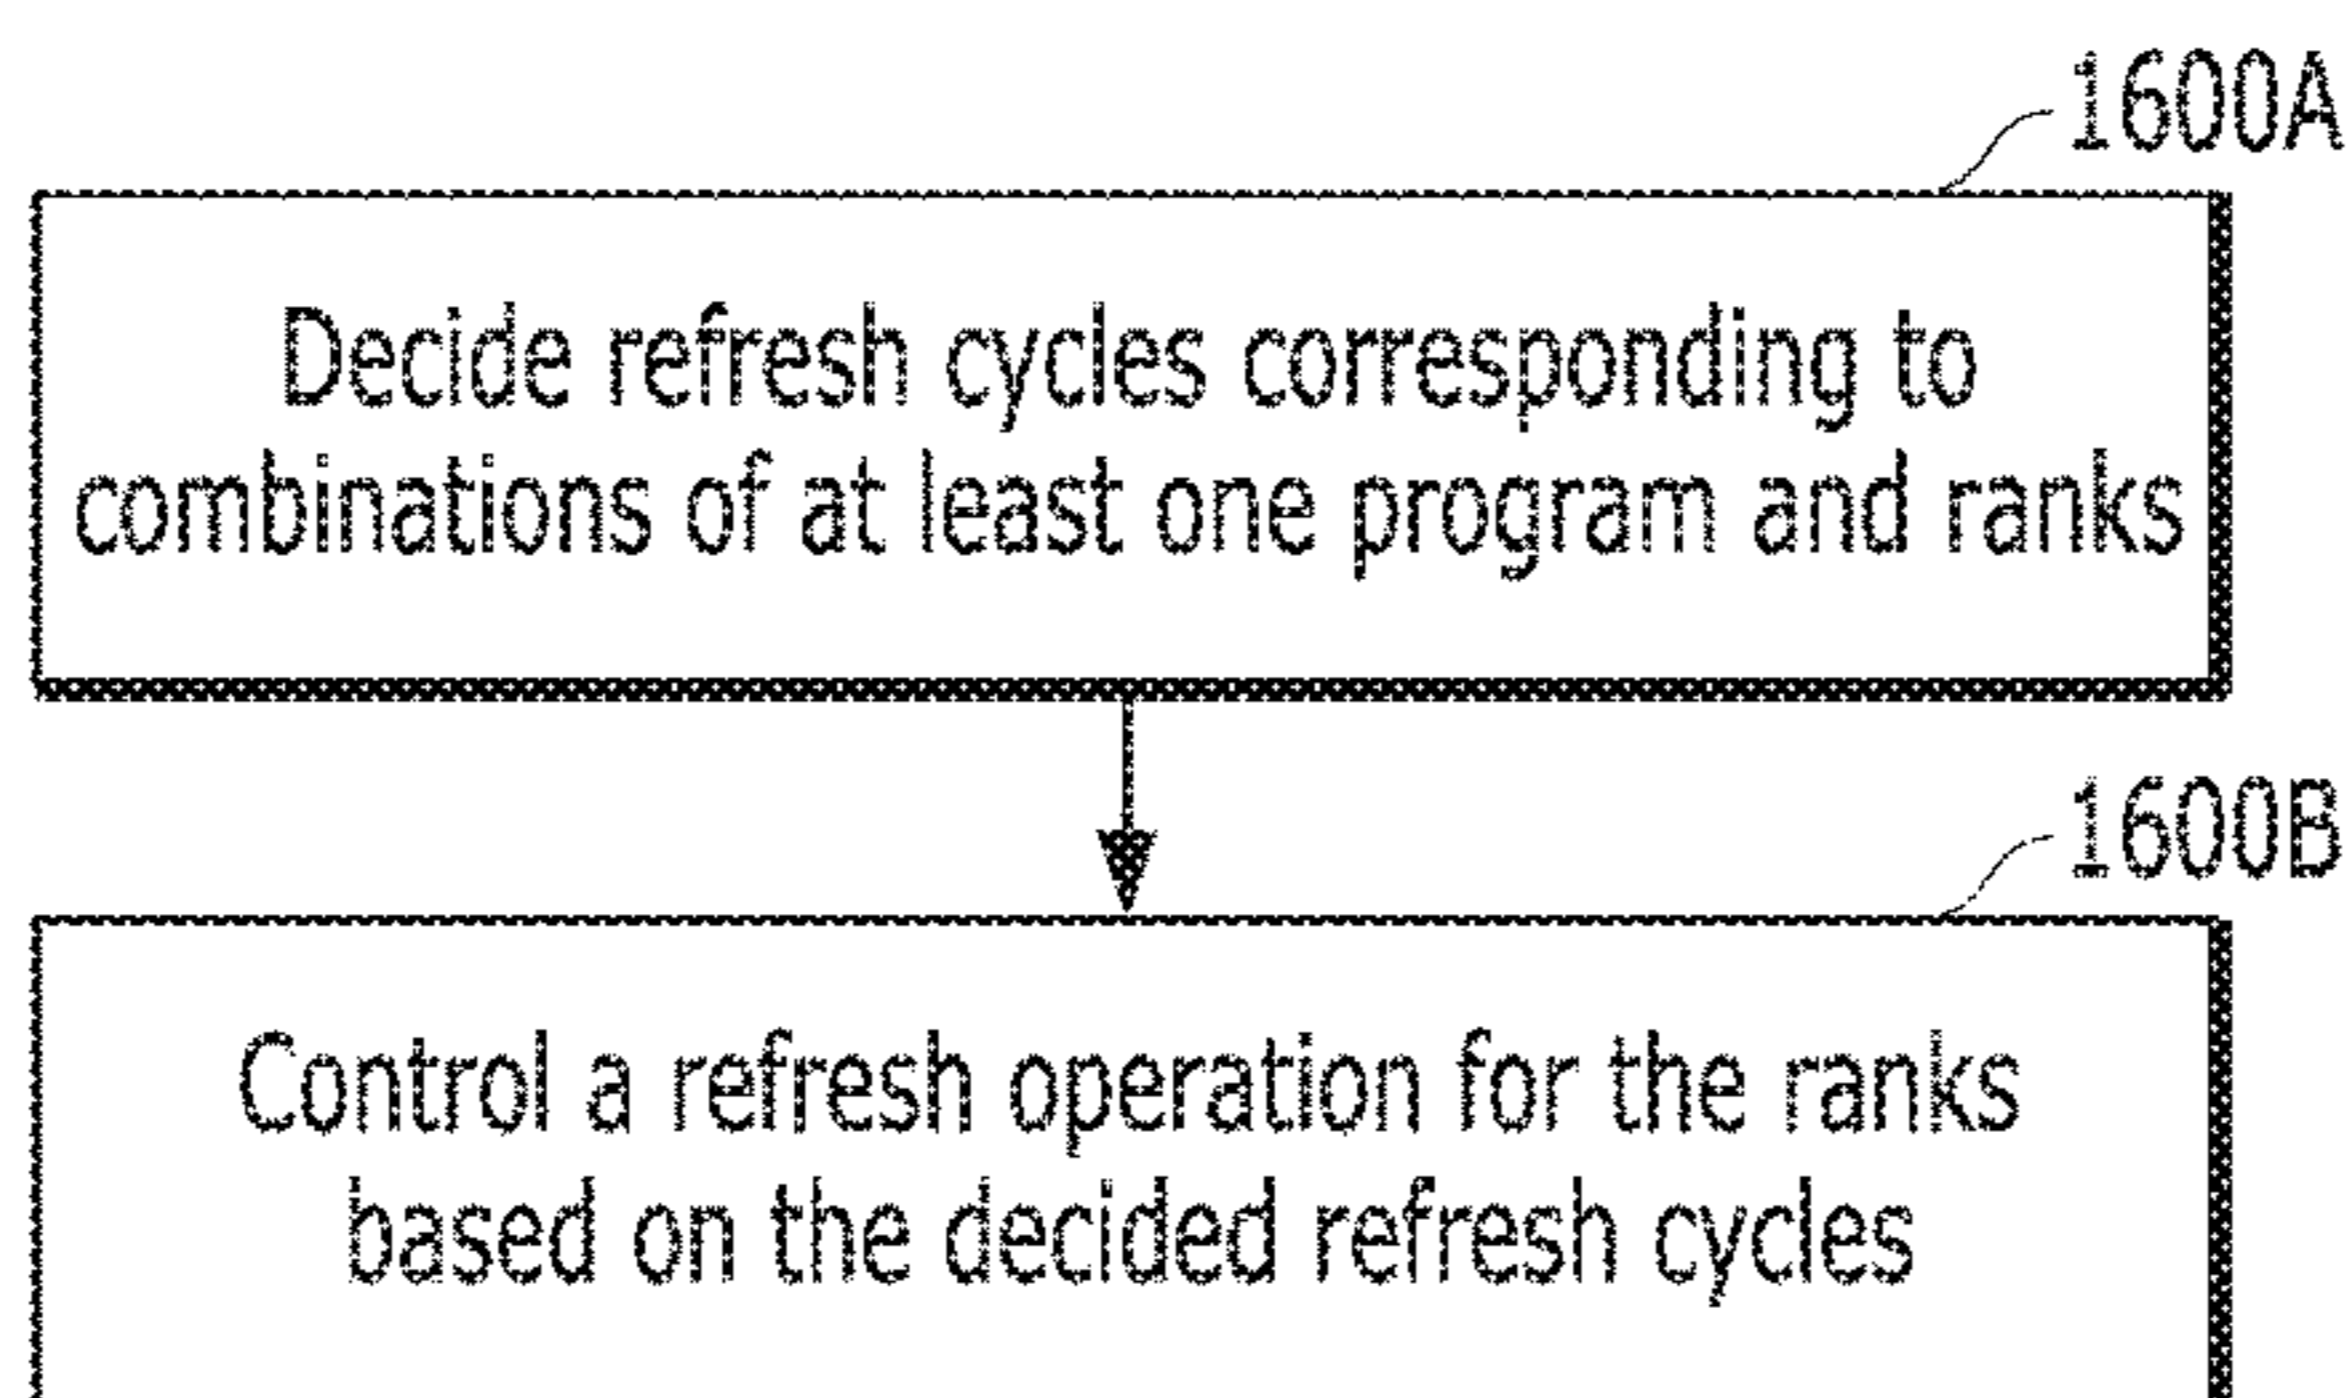 1600A
Decide refresh cycles corresponding to
combinations of at least one program and ranks
1600B
Control a refresh operation for the ranks
based on the decided refresh cycles